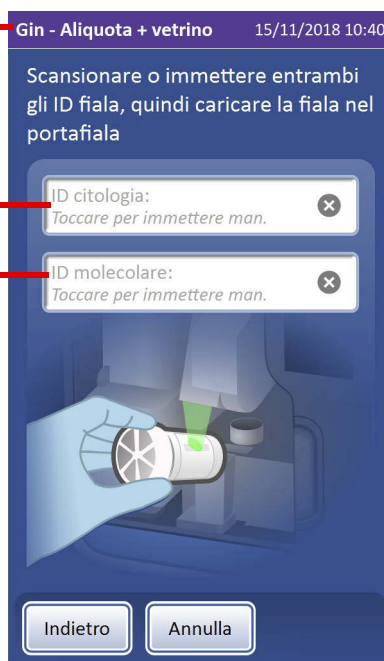 Gin - Aliquota + vetrino 15/11/2018 10:40
Scansionare o immettere entrambi
gli ID fiala, quindi caricare la fiala nel
portafiala
ID citologia:
Toccare per immettere man.
ID molecolare:
Toccare per immettere man.
Indietro Annulla